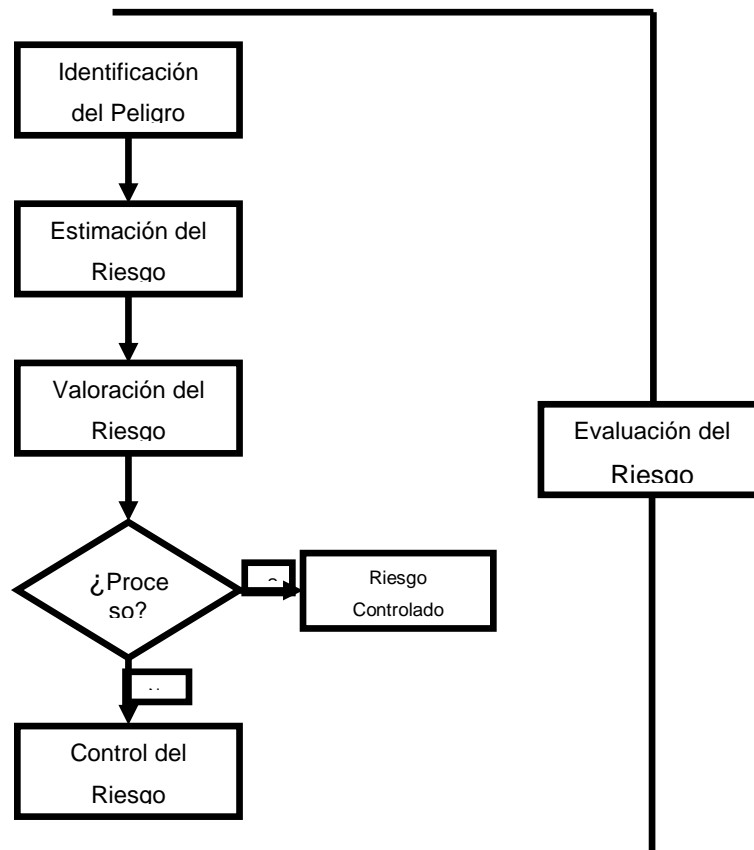 Identificación
del Peligro
Estimación del
Riesgo
Valoración del
Riesgo
Evaluación del
Riesgo
¿Proce
so?
Riesgo
Controlado
Control del
Riesgo